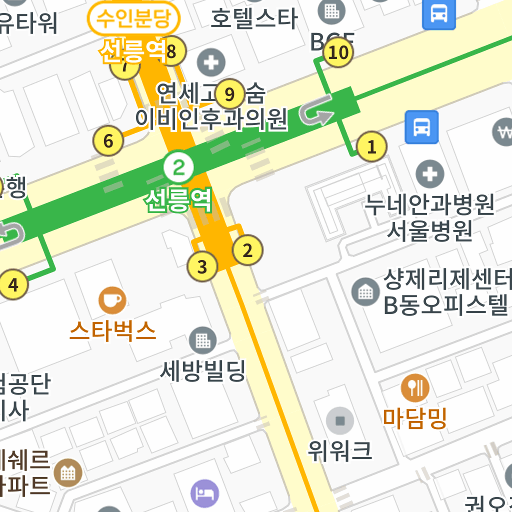 수인분당
선릉역
유타워
호텔스타
8
7
10
연세고
숨
이비인후과의원
9
6
1
2
선릉역
행
누네안과병원
서울병원
2
3
4
샹제리제센터
B동오피스텔
스타벅스
세방빌딩
마담밍
공단
사
위워크
쉐르
파트